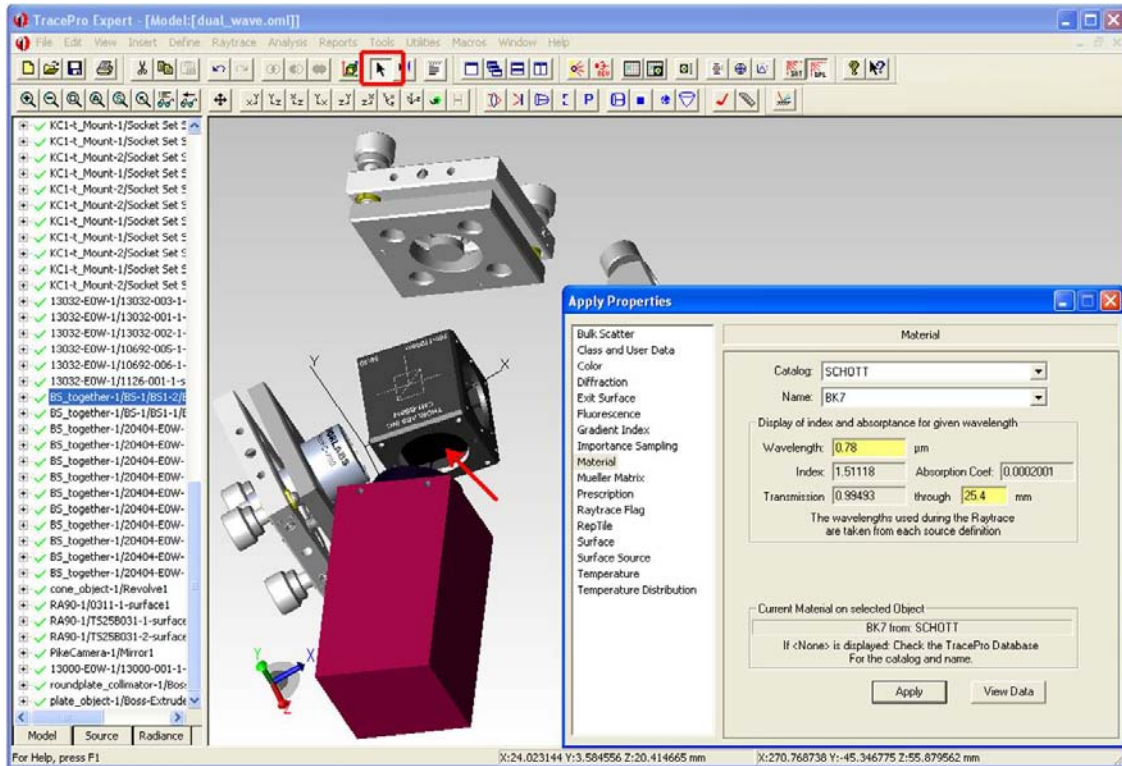 TracePro Expert - [Model:[dual_wave.oml]]
File Edit View Insert Define Raytrace Analysis Reports Tools Utilities Macros Window Help
KC1-t_Mount-1/Socket Set S
KC1-t_Mount-1/Socket Set S
KC1-t_Mount-2/Socket Set S
KC1-t_Mount-1/Socket Set S
KC1-t_Mount-2/Socket Set S
KC1-t_Mount-2/Socket Set S
KC1-t_Mount-1/Socket Set S
KC1-t_Mount-1/Socket Set S
KC1-t_Mount-2/Socket Set S
KC1-t_Mount-1/Socket Set S
KC1-t_Mount-2/Socket Set S
13032-E0W-1/13032-003-1-
13032-E0W-1/13032-001-1-
13032-E0W-1/13032-002-1-
13032-E0W-1/10692-005-1-
13032-E0W-1/10692-006-1-
13032-E0W-1/1126-001-1-s
BS_together-1/BS-1/BS1-2/B
BS_together-1/BS-1/BS1-1/B
BS_together-1/20404-E0W-
BS_together-1/20404-E0W-
BS_together-1/20404-E0W-
BS_together-1/20404-E0W-
BS_together-1/20404-E0W-
BS_together-1/20404-E0W-
BS_together-1/20404-E0W-
BS_together-1/20404-E0W-
BS_together-1/20404-E0W-
BS_together-1/20404-E0W-
cone_object-1/Revolve1
RA90-1/0311-1-surface1
RA90-1/TS25B031-1-surface
RA90-1/TS25B031-2-surface
PikeCamera-1/Mirror1
13000-E0W-1/13000-001-1-
roundplate_collimator-1/Bos
plate_object-1/Boss-Extrude
Model Source Radiance
Y
X
THORLABS INC
Y
X
Z
Apply Properties
Bulk Scatter
Class and User Data
Color
Diffraction
Exit Surface
Fluorescence
Gradient Index
Importance Sampling
Material
Mueller Matrix
Prescription
Raytrace Flag
RepTile
Surface
Surface Source
Temperature
Temperature Distribution
Material
Catalog: SCHOTT
Name: BK7
Display of index and absorptance for given wavelength
Wavelength: 0.78 µm
Index: 1.51118 Absorption Coef: 0.0002001
Transmission 0.99493 through 25.4 mm
The wavelengths used during the Raytrace
are taken from each source definition
Current Material on selected Object
BK7 from: SCHOTT
If <None> is displayed: Check the TracePro Database
For the catalog and name.
Apply View Data
For Help, press F1 X:24.023144 Y:3.584556 Z:20.414665 mm X:270.768738 Y:-45.346775 Z:55.879562 mm